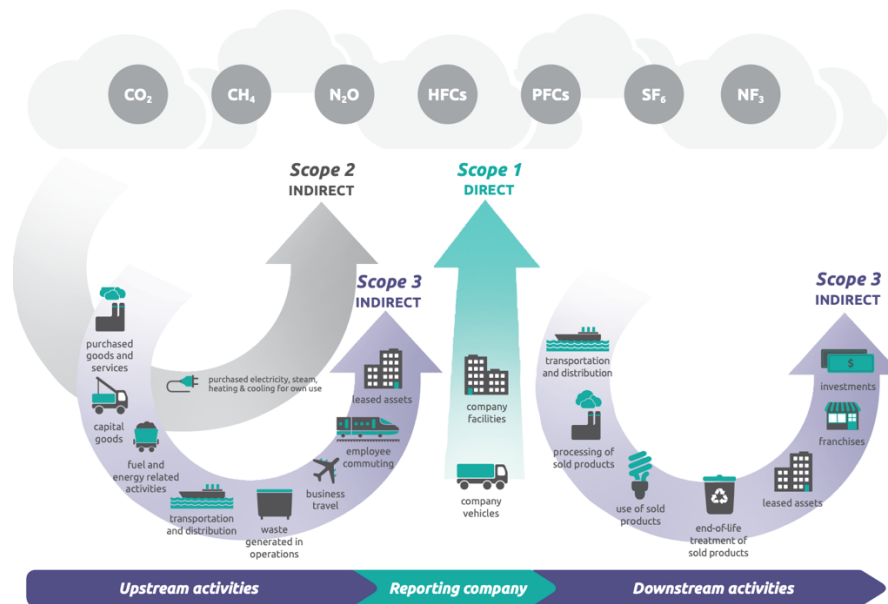 CO₂
CH₄
N₂O
HFCs
PFCs
SF₆
NF₃
Scope 2
INDIRECT
Scope 1
DIRECT
Scope 3
INDIRECT
Scope 3
INDIRECT
purchased
goods and
services
capital
goods
fuel and
energy related
activities
transportation
and distribution
waste
generated in
operations
business
travel
employee
commuting
leased assets
purchased electricity, steam,
heating & cooling for own use
company
facilities
company
vehicles
transportation
and distribution
processing of
sold products
use of sold
products
end-of-life
treatment of
sold products
leased assets
franchises
investments
$
Upstream activities
Reporting company
Downstream activities